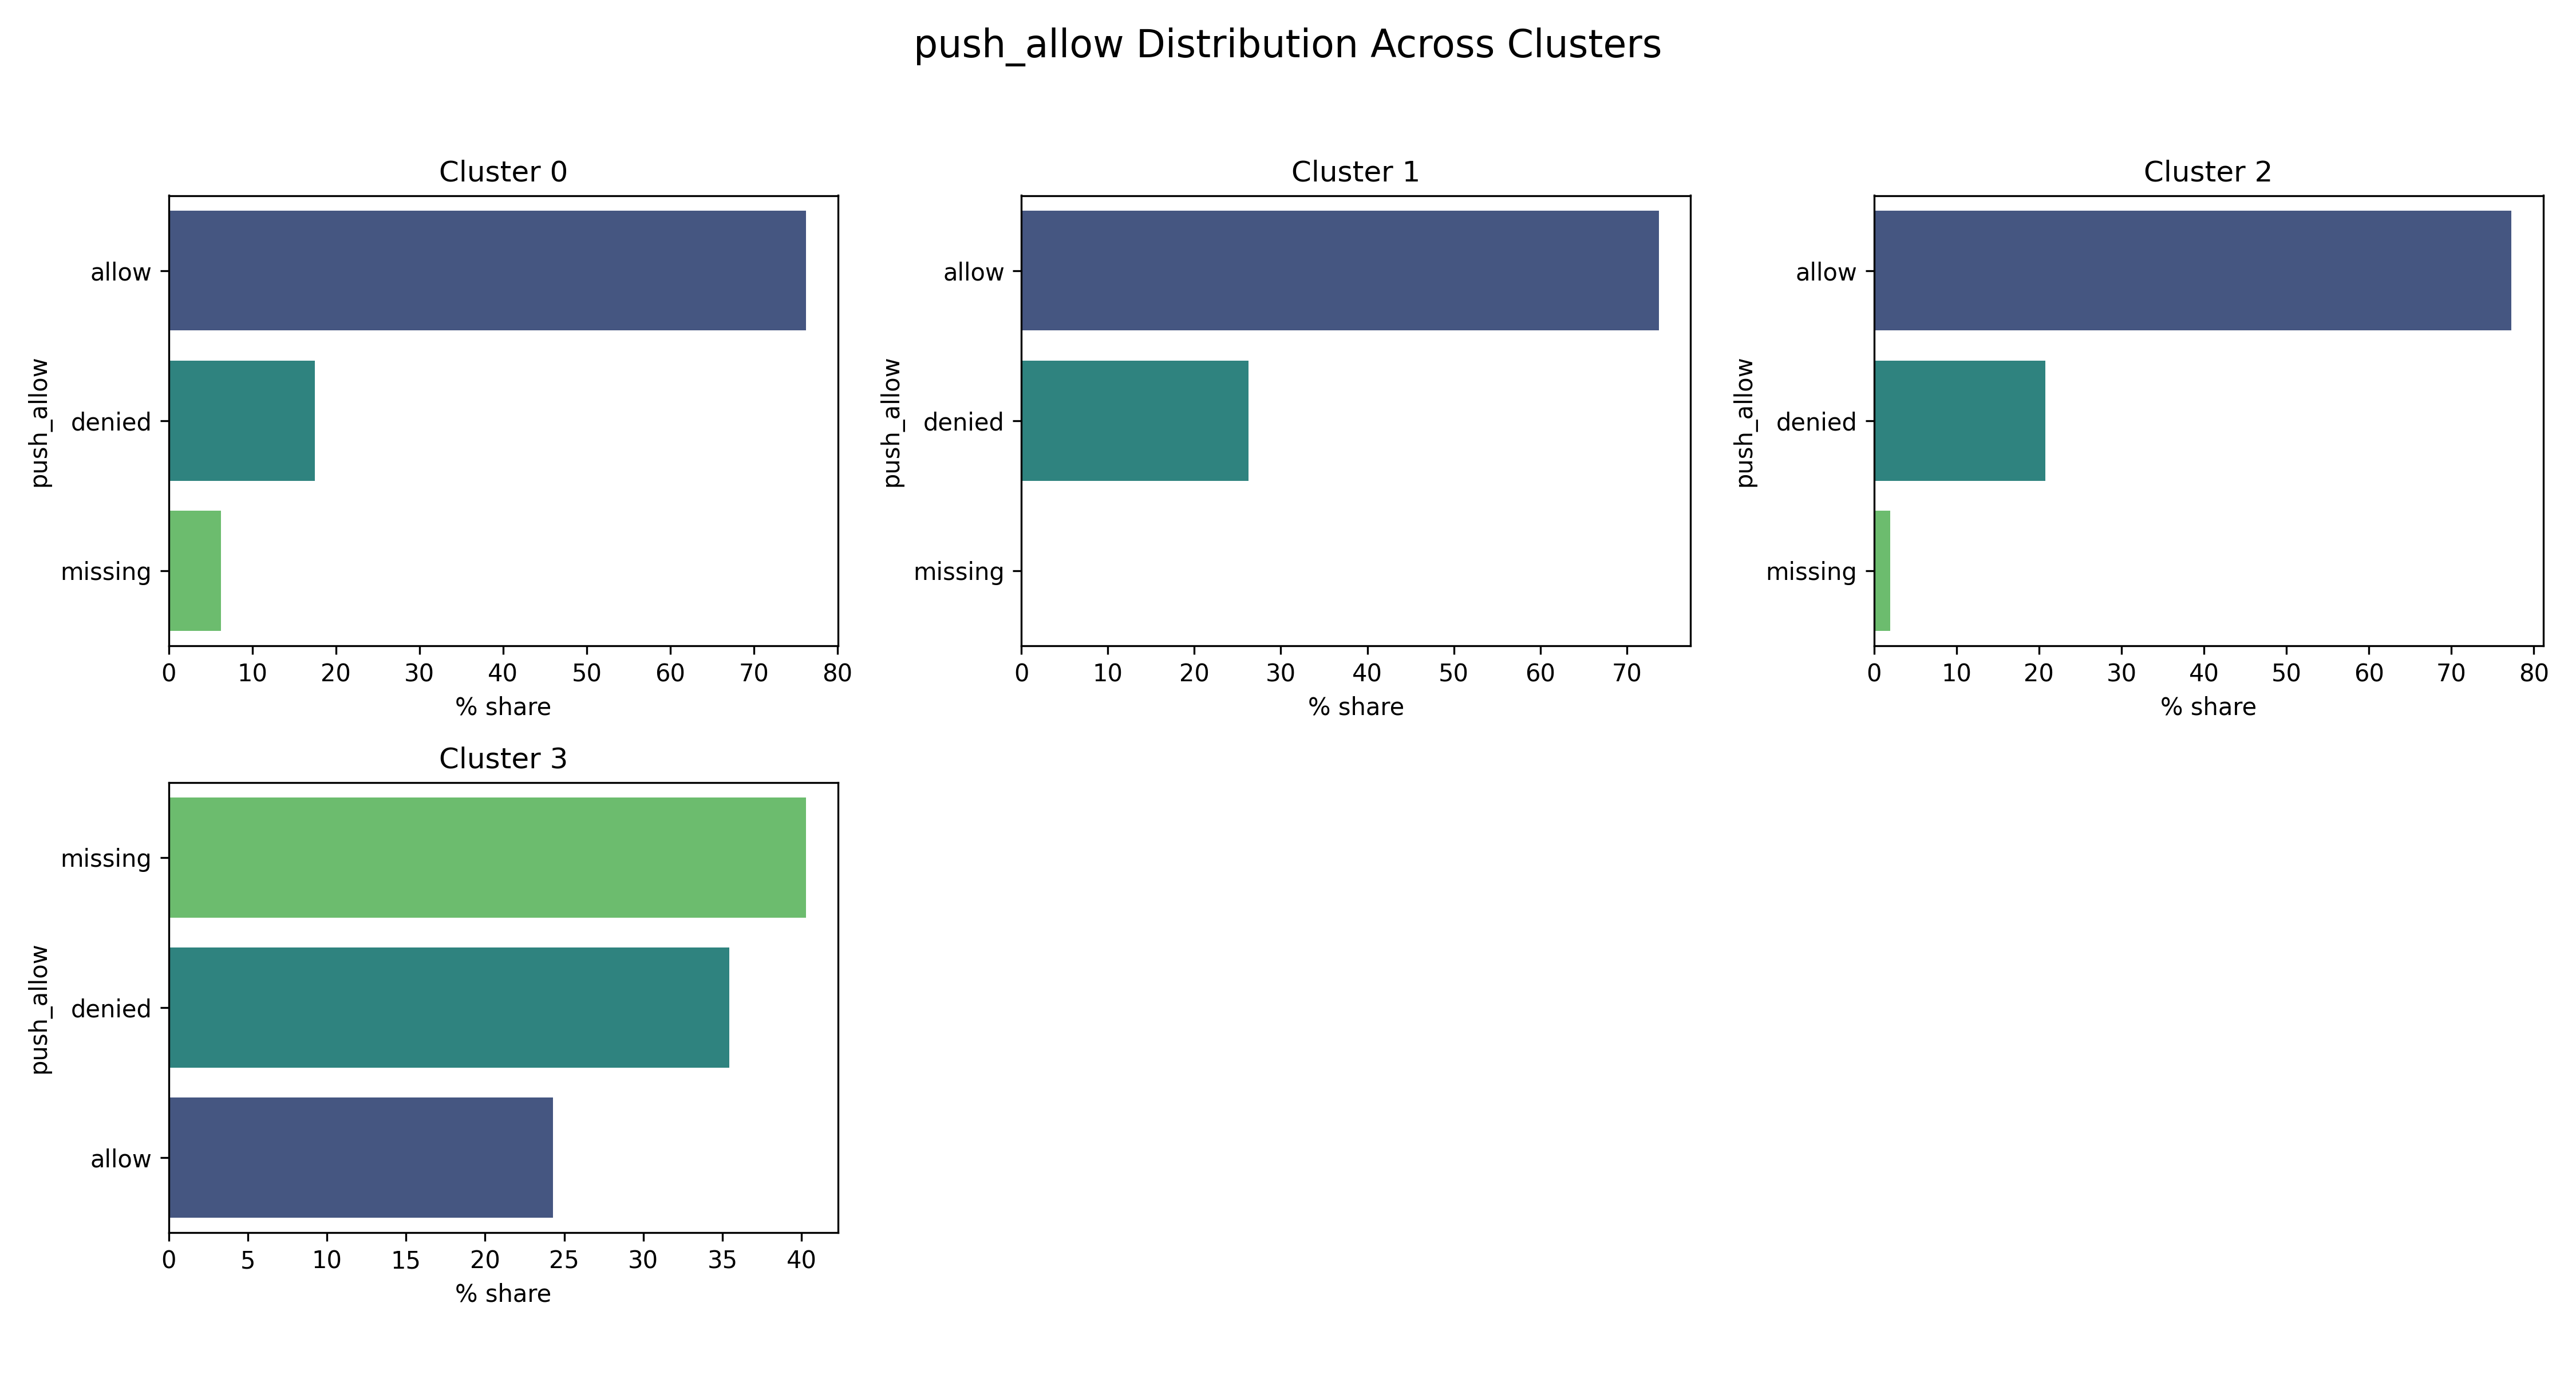 push_allow Distribution Across Clusters
Cluster 0
push_allow
allow
denied
missing
0 10 20 30 40 50 60 70 80
% share
Cluster 1
push_allow
allow
denied
missing
0 10 20 30 40 50 60 70
% share
Cluster 2
push_allow
allow
denied
missing
0 10 20 30 40 50 60 70 80
% share
Cluster 3
push_allow
missing
denied
allow
0 5 10 15 20 25 30 35 40
% share